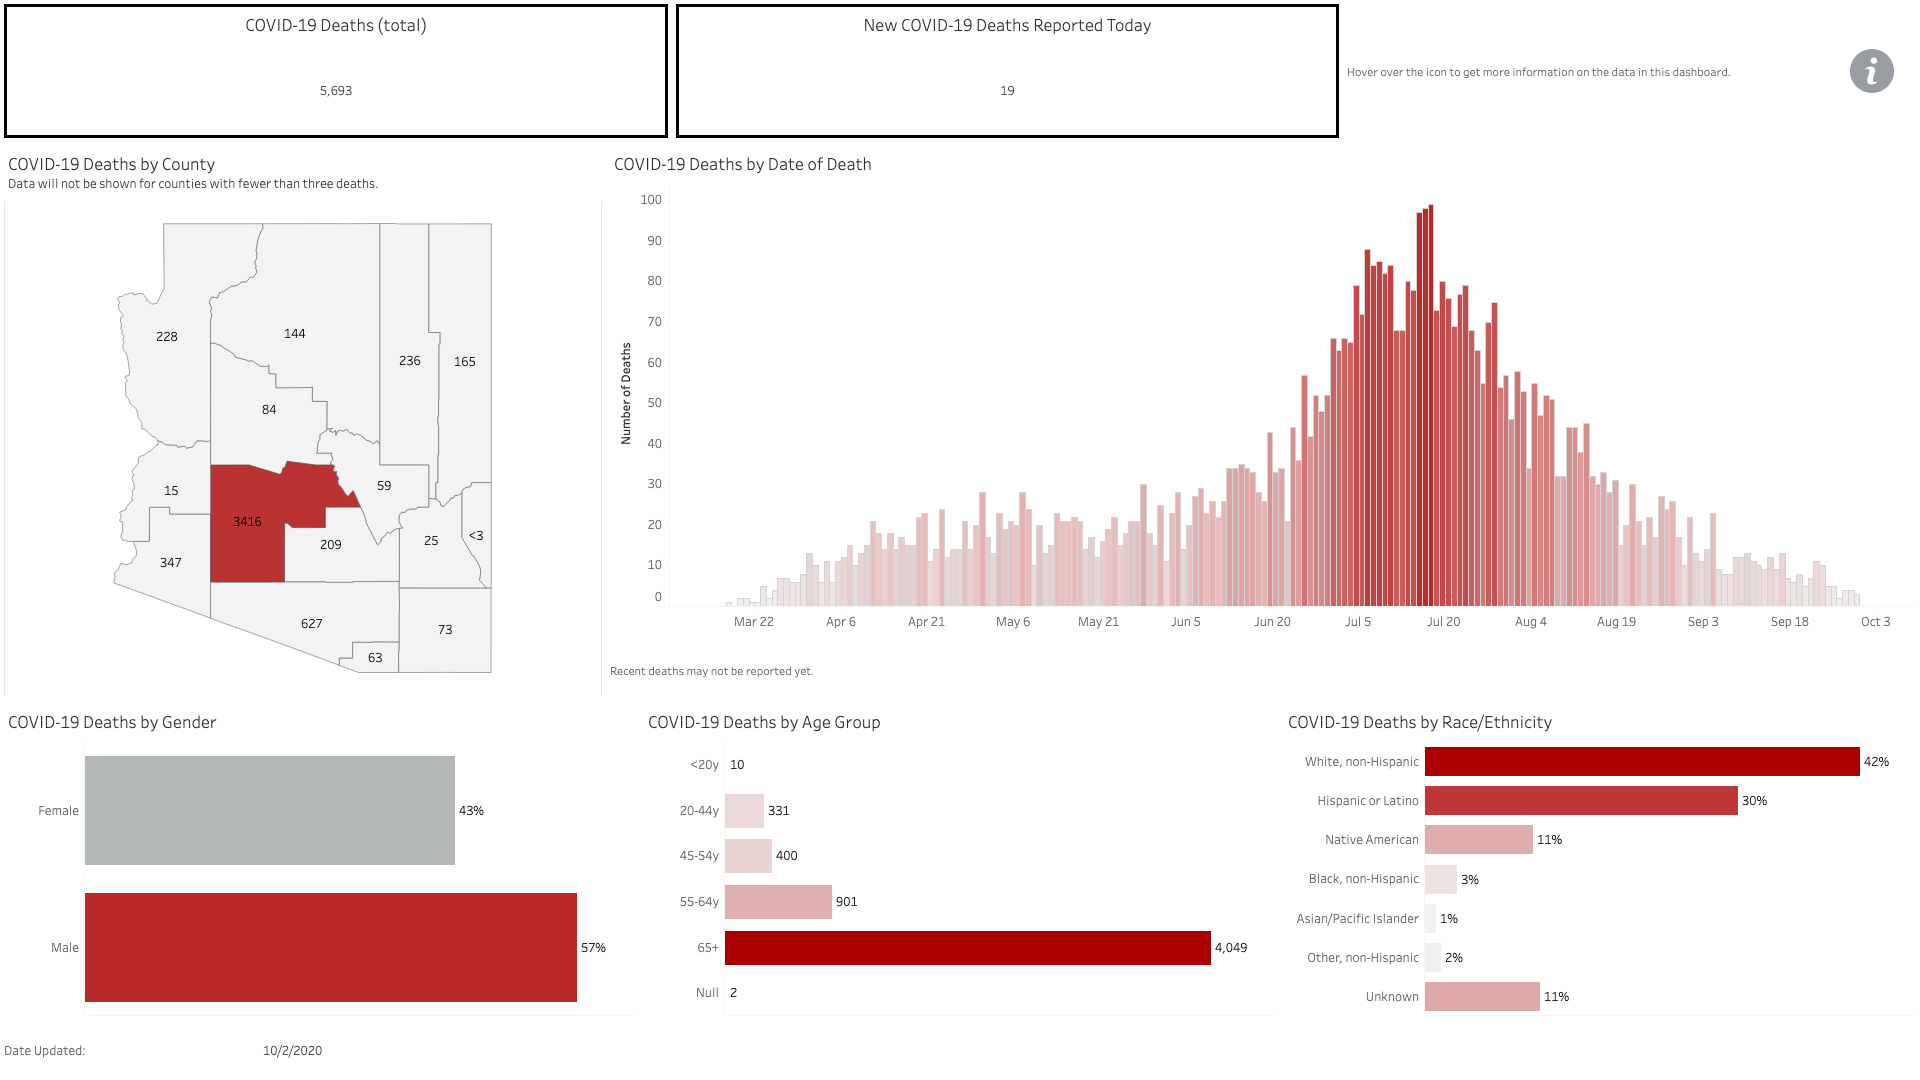 COVID-19 Deaths (total)
5,693
New COVID-19 Deaths Reported Today
19
Hover over the icon to get more information on the data in this dashboard.
i
COVID-19 Deaths by County
Data will not be shown for counties with fewer than three deaths.
228
144
236
165
84
15
59
3416
209
25
<3
347
627
73
63
COVID-19 Deaths by Date of Death
Number of Deaths
100
90
80
70
60
50
40
30
20
10
0
Mar 22
Apr 6
Apr 21
May 6
May 21
Jun 5
Jun 20
Jul 5
Jul 20
Aug 4
Aug 19
Sep 3
Sep 18
Oct 3
Recent deaths may not be reported yet.
COVID-19 Deaths by Gender
Female 43%
Male 57%
COVID-19 Deaths by Age Group
<20y 10
20-44y 331
45-54y 400
55-64y 901
65+ 4,049
Null 2
COVID-19 Deaths by Race/Ethnicity
White, non-Hispanic 42%
Hispanic or Latino 30%
Native American 11%
Black, non-Hispanic 3%
Asian/Pacific Islander 1%
Other, non-Hispanic 2%
Unknown 11%
Date Updated: 10/2/2020